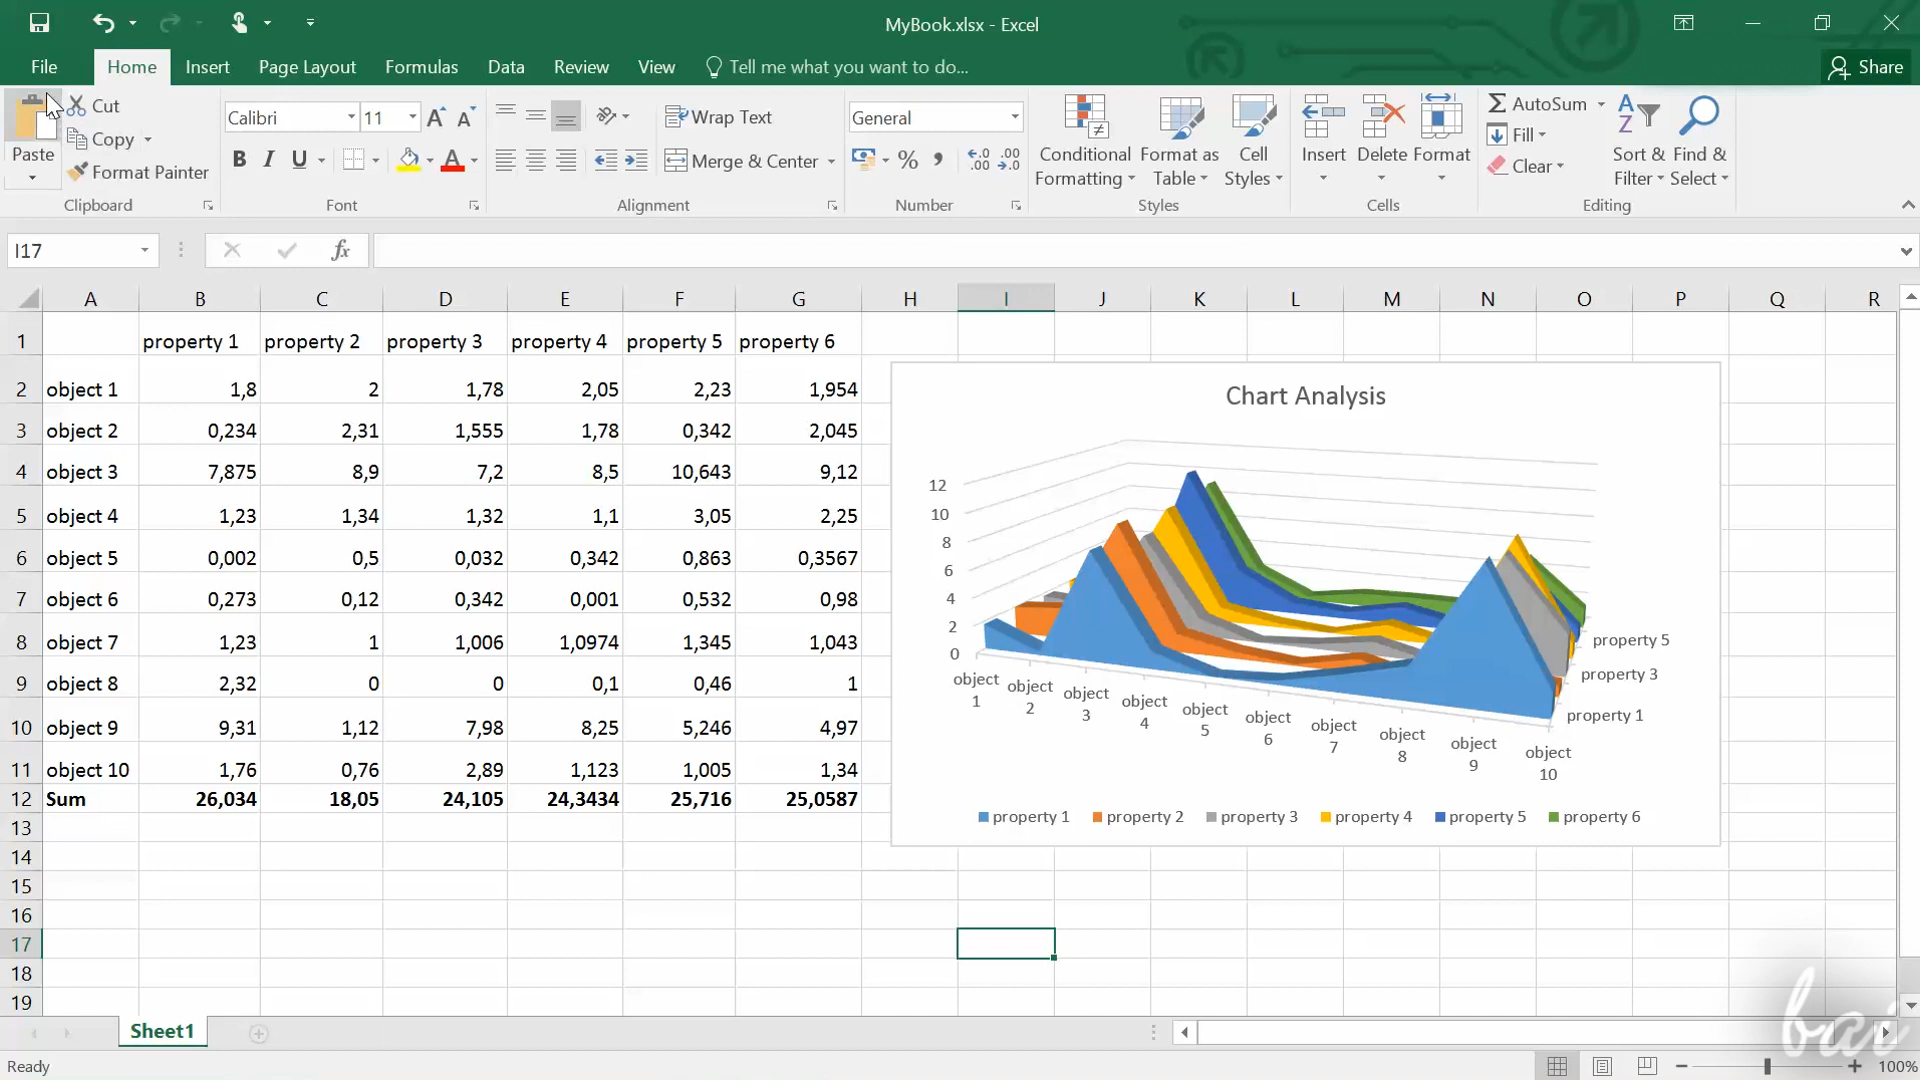 MyBook.xlsx - Excel
File Home Insert Page Layout Formulas Data Review View Tell me what you want to do... Share
Paste Cut
Copy
Format Painter
Calibri 11
B I U
Wrap Text
Merge & Center
General
Conditional Formatting Format as Table Cell Styles
Insert Delete Format
AutoSum
Fill
Clear
Sort & Filter Find & Select
Clipboard Font Alignment Number Styles Cells Editing
I17 fx
A B C D E F G H I J K L M N O P Q R
1 property 1 property 2 property 3 property 4 property 5 property 6
2 object 1 1,8 2 1,78 2,05 2,23 1,954
3 object 2 0,234 2,31 1,555 1,78 0,342 2,045
4 object 3 7,875 8,9 7,2 8,5 10,643 9,12
5 object 4 1,23 1,34 1,32 1,1 3,05 2,25
6 object 5 0,002 0,5 0,032 0,342 0,863 0,3567
7 object 6 0,273 0,12 0,342 0,001 0,532 0,98
8 object 7 1,23 1 1,006 1,0974 1,345 1,043
9 object 8 2,32 0 0 0,1 0,46 1
10 object 9 9,31 1,12 7,98 8,25 5,246 4,97
11 object 10 1,76 0,76 2,89 1,123 1,005 1,34
12 Sum 26,034 18,05 24,105 24,3434 25,716 25,0587
13
14
15
16
17
18
19
Chart Analysis
12
10
8
6
4
2
0
object 1 object 2 object 3 object 4 object 5 object 6 object 7 object 8 object 9 object 10
property 5
property 3
property 1
property 1 property 2 property 3 property 4 property 5 property 6
Sheet1
Ready 100%
bai